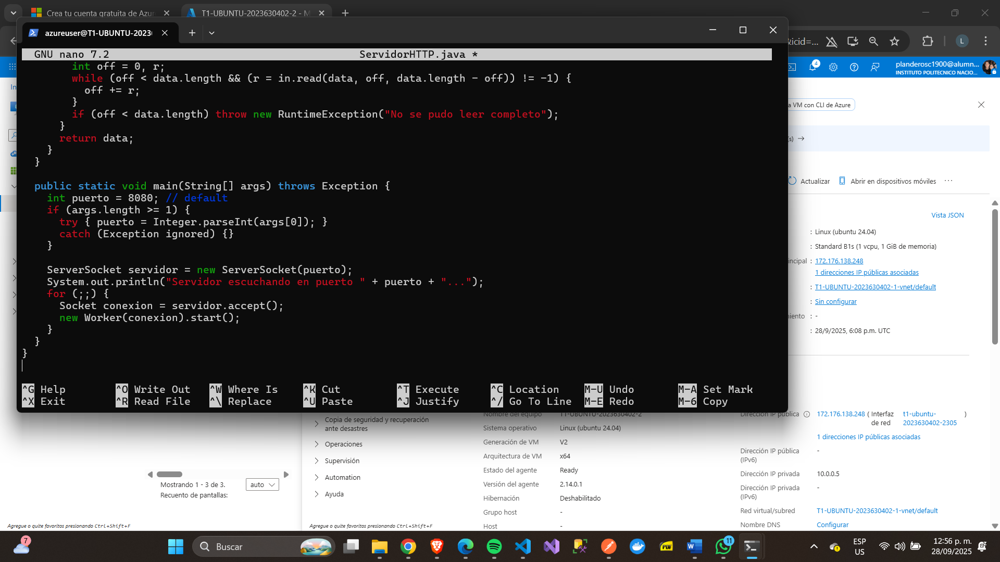 Crea tu cuenta gratuita de Azur
T1-UBUNTU-2023630402-2 - M
azureuser@T1-UBUNTU-2023
&icid=...
L
GNU nano 7.2 ServidorHTTP.java *
int off = 0, r;
while (off < data.length && (r = in.read(data, off, data.length - off)) != -1) {
off += r;
}
if (off < data.length) throw new RuntimeException("No se pudo leer completo");
}
return data;
}
}
public static void main(String[] args) throws Exception {
int puerto = 8080; // default
if (args.length >= 1) {
try { puerto = Integer.parseInt(args[0]); }
catch (Exception ignored) {}
}
ServerSocket servidor = new ServerSocket(puerto);
System.out.println("Servidor escuchando en puerto " + puerto + "...");
for (;;) {
Socket conexion = servidor.accept();
new Worker(conexion).start();
}
}
}
^G Help ^O Write Out ^W Where Is ^K Cut ^T Execute ^C Location M-U Undo M-A Set Mark
^X Exit ^R Read File ^\ Replace ^U Paste ^J Justify ^/ Go To Line M-E Redo M-6 Copy
4
planderosc1900@alumn...
INSTITUTO POLITECNICO NACIO...
In
a VM con CLI de Azure
s)
Actualizar Abrir en dispositivos móviles ...
Vista JSON
: Linux (ubuntu 24.04)
: Standard B1s (1 vcpu, 1 GiB de memoria)
incipal : 172.176.138.248
1 direcciones IP públicas asociadas
: T1-UBUNTU-2023630402-1-vnet/default
: Sin configurar
miento : -
: 28/9/2025, 6:08 p.m. UTC
Copia de seguridad y recuperación
ante desastres
Operaciones
Supervisión
Automation
Ayuda
Nombre del equipo T1-UBUNTU-2023630402-2
Sistema operativo Linux (ubuntu 24.04)
Generación de VM V2
Arquitectura de VM x64
Estado del agente Ready
Versión del agente 2.14.0.1
Hibernación Deshabilitado
Grupo host -
Host -
Dirección IP pública 172.176.138.248 ( Interfaz t1-ubuntu- )
de red 2023630402-2305
1 direcciones IP públicas asociadas
Dirección IP pública -
(IPv6)
Dirección IP privada 10.0.0.5
Dirección IP privada -
(IPv6)
Red virtual/subred T1-UBUNTU-2023630402-1-vnet/default
Nombre DNS Configurar
Mostrando 1 - 3 de 3.
Recuento de pantallas:
auto
Agregue o quite favoritos presionando Ctrl+Shift+F
Agregue o quite favoritos presionando Ctrl+Shift+F
7
Buscar
PDF
11
ESP
US
12:56 p. m.
28/09/2025